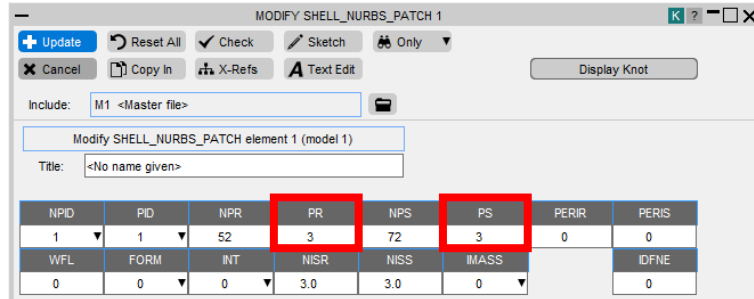 MODIFY SHELL_NURBS_PATCH 1 K ?
Update Reset All Check Sketch Only
Cancel Copy In X-Refs A Text Edit Display Knot
Include: M1 <Master file>
Modify SHELL_NURBS_PATCH element 1 (model 1)
Title: <No name given>
NPID PID NPR PR NPS PS PERIR PERIS
1 1 52 3 72 3 0 0
WFL FORM INT NISR NISS IMASS IDFNE
0 0 0 3.0 3.0 0 0